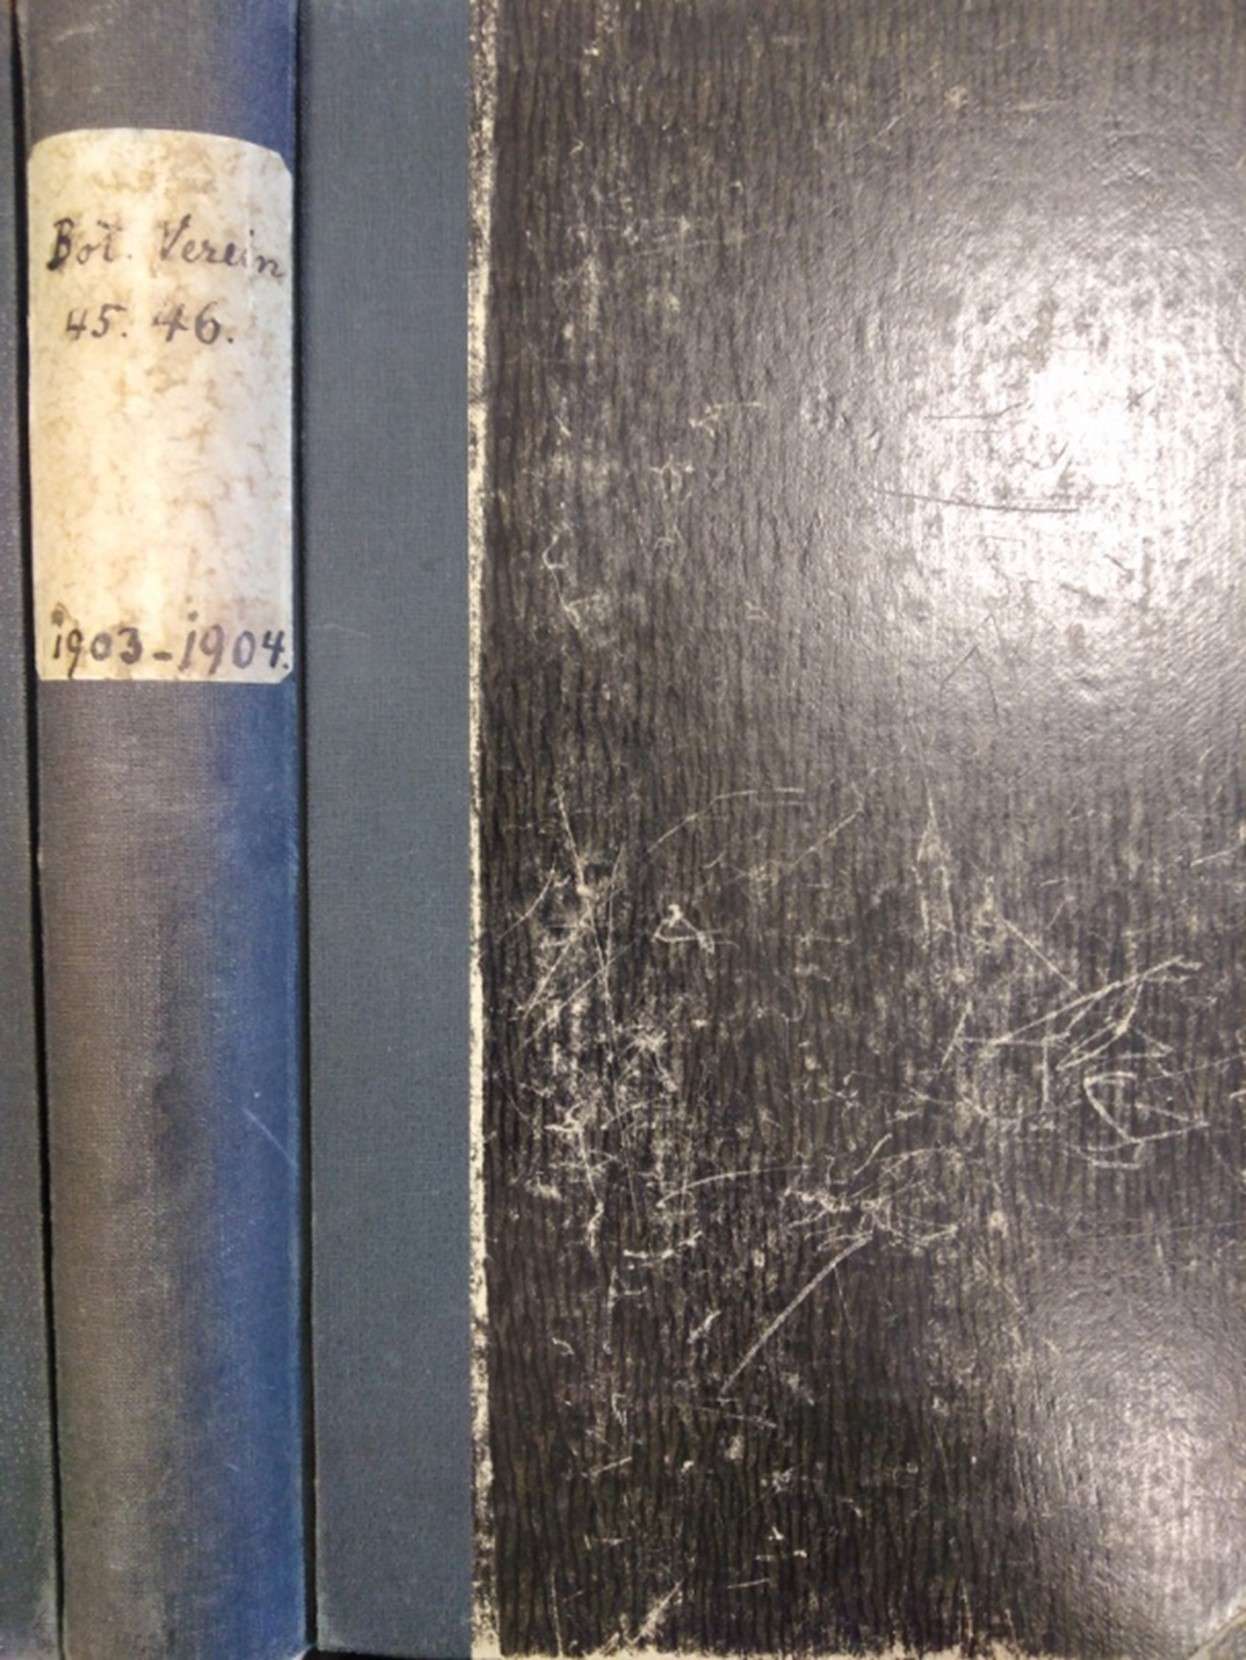 Bot. Verein
45. 46.
1903-1904.